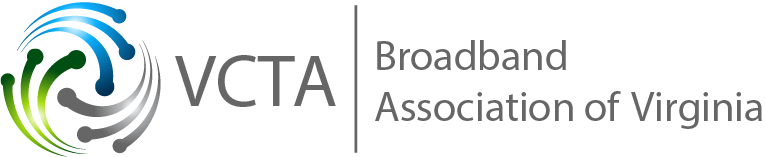 VCTA
Broadband
Association of Virginia